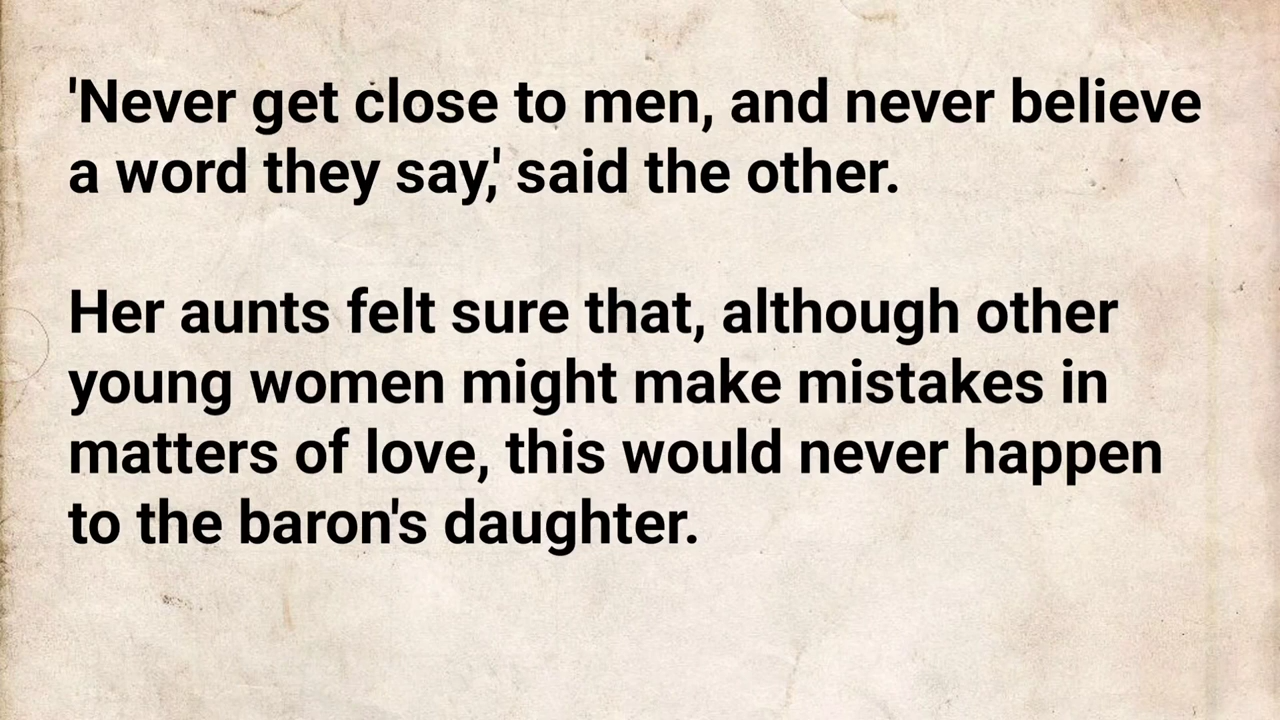 'Never get close to men, and never believe
a word they say,' said the other.
Her aunts felt sure that, although other
young women might make mistakes in
matters of love, this would never happen
to the baron's daughter.